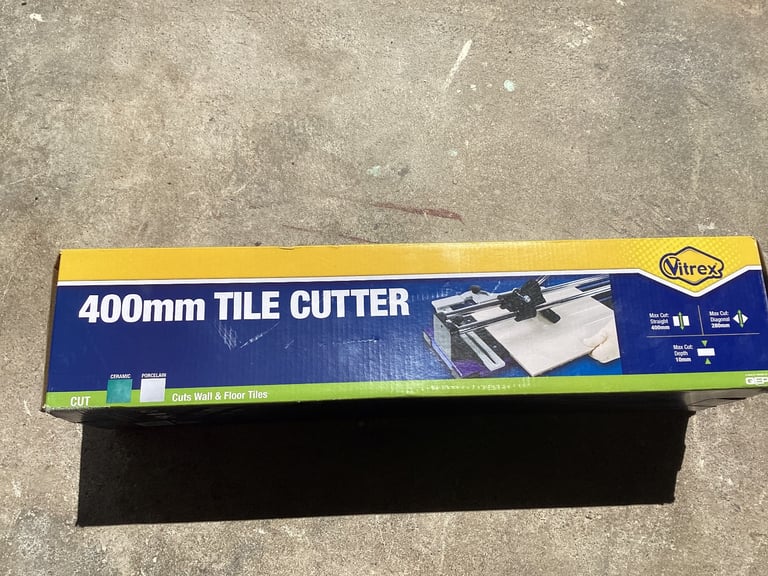 Vitrex
400mm TILE CUTTER
Max Cut:
Straight
400mm
Max Cut:
Diagonal
280mm
Max Cut:
Depth
10mm
CERAMIC
PORCELAIN
CUT
Cuts Wall & Floor Tiles